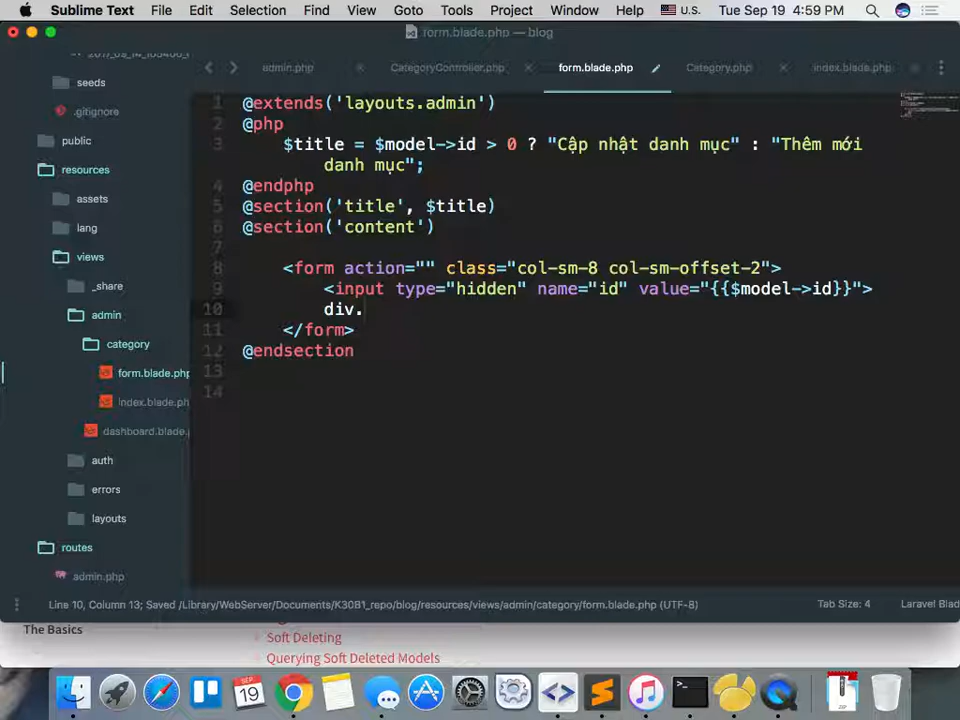 Sublime Text File Edit Selection Find View Goto Tools Project Window Help U.S. Tue Sep 19 4:59 PM
form.blade.php — blog
admin.php CategoryController.php form.blade.php Category.php index.blade.php
seeds
.gitignore
public
resources
assets
lang
views
_share
admin
category
form.blade.php
index.blade.ph
dashboard.blade.
auth
errors
layouts
routes
admin.php
1 @extends('layouts.admin')
2 @php
3 $title = $model->id > 0 ? "Cập nhật danh mục" : "Thêm mới
danh mục";
4 @endphp
5 @section('title', $title)
6 @section('content')
7
8 <form action="" class="col-sm-8 col-sm-offset-2">
9 <input type="hidden" name="id" value="{{$model->id}}">
10 div.
11 </form>
12 @endsection
13
14
Line 10, Column 13; Saved /Library/WebServer/Documents/K3081_repo/blog/resources/views/admin/category/form.blade.php (UTF-8) Tab Size: 4 Laravel Blad
The Basics
Soft Deleting
Querying Soft Deleted Models
19
ZIP